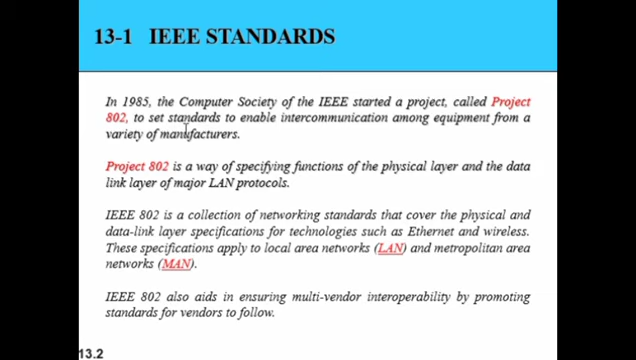 13-1 IEEE STANDARDS
In 1985, the Computer Society of the IEEE started a project, called Project
802, to set standards to enable intercommunication among equipment from a
variety of manufacturers.
Project 802 is a way of specifying functions of the physical layer and the data
link layer of major LAN protocols.
IEEE 802 is a collection of networking standards that cover the physical and
data-link layer specifications for technologies such as Ethernet and wireless.
These specifications apply to local area networks (LAN) and metropolitan area
networks (MAN).
IEEE 802 also aids in ensuring multi-vendor interoperability by promoting
standards for vendors to follow.
13.2